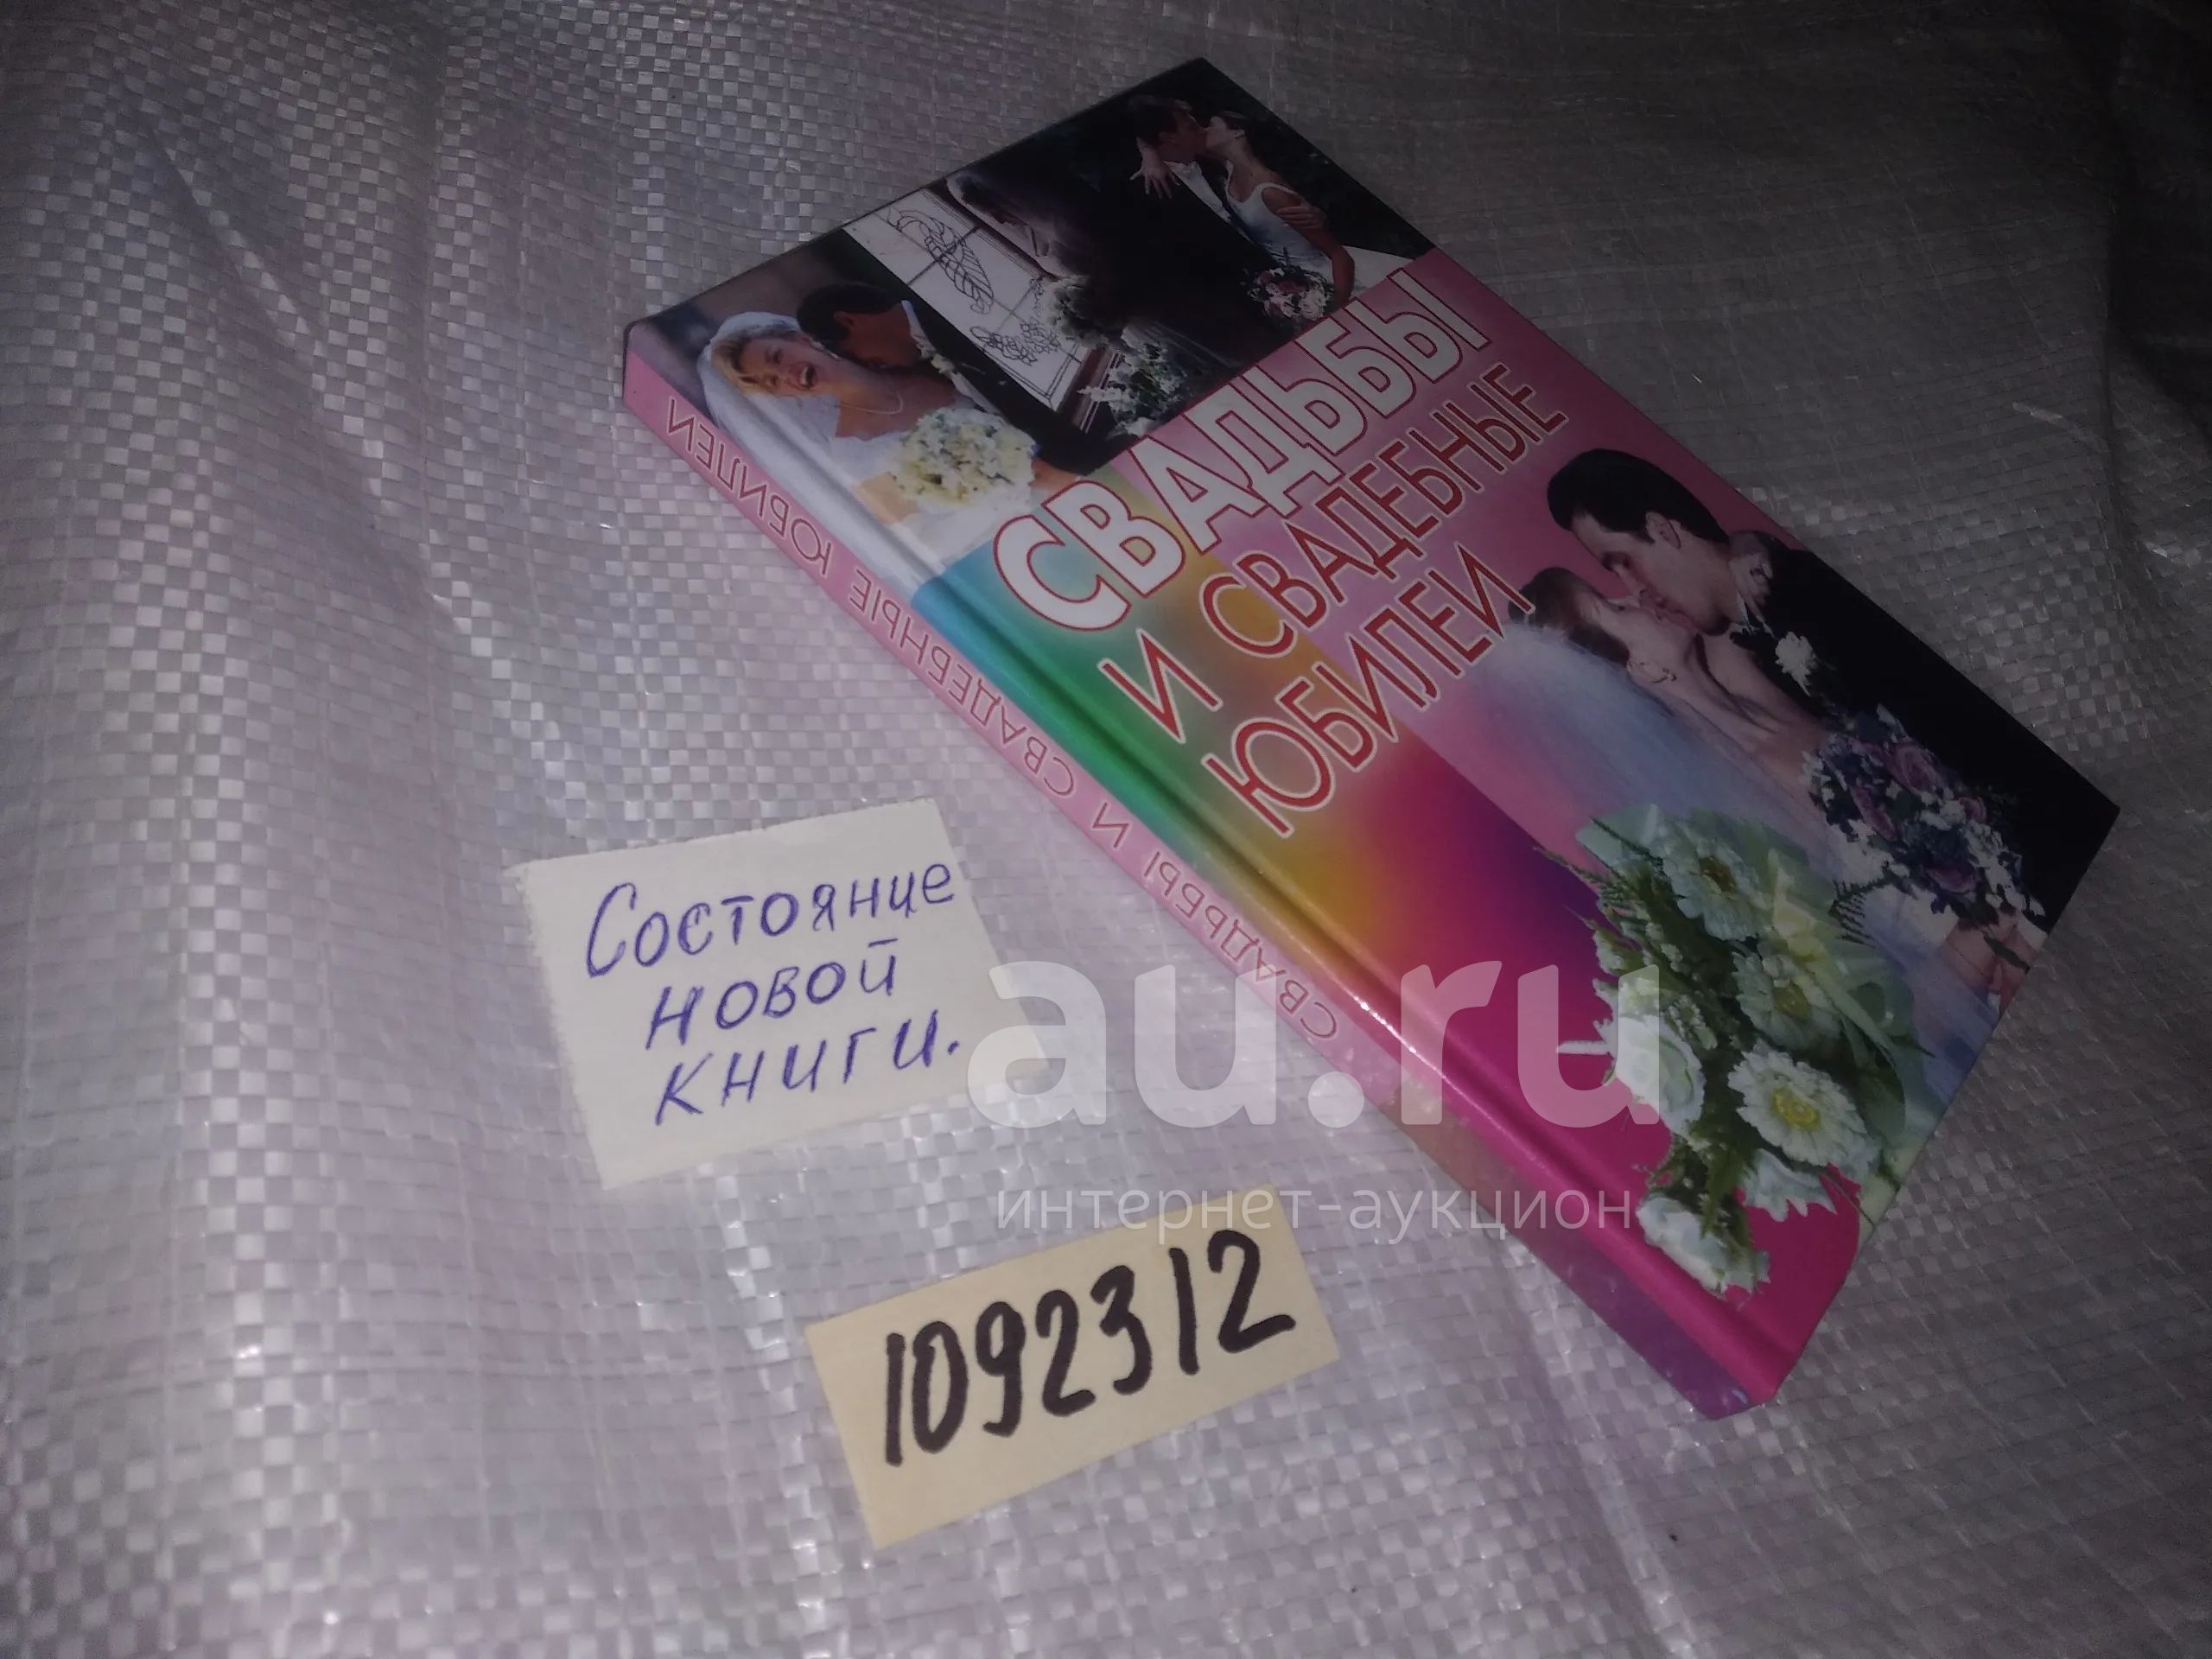 СВАДЬБЫ
И СВАДЕБНЫЕ
ЮБИЛЕИ
СВАДЬБЫ И СВАДЕБНЫЕ ЮБИЛЕИ
Состояние
новой
книги.
au.ru
интернет-аукцион
1092312